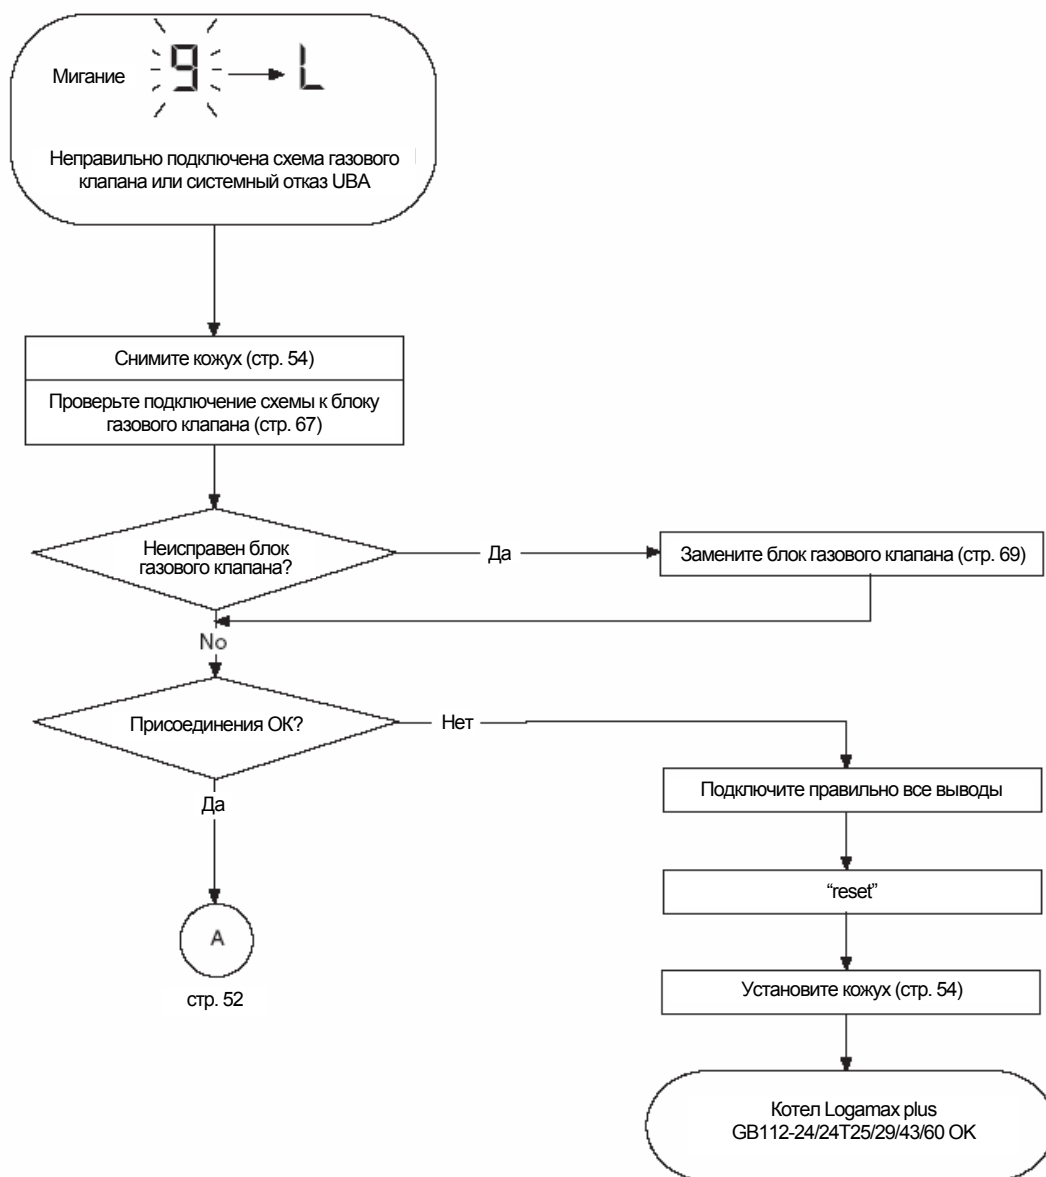 Мигание 9 L
Неправильно подключена схема газового
клапана или системный отказ UBA
Снимите кожух (стр. 54)
Проверьте подключение схемы к блоку
газового клапана (стр. 67)
Неисправен блок
газового клапана?
Да
Замените блок газового клапана (стр. 69)
No
Присоединения ОК?
Нет
Да
Подключите правильно все выводы
“reset”
A
стр. 52
Установите кожух (стр. 54)
Котел Logamax plus
GB112-24/24T25/29/43/60 OK